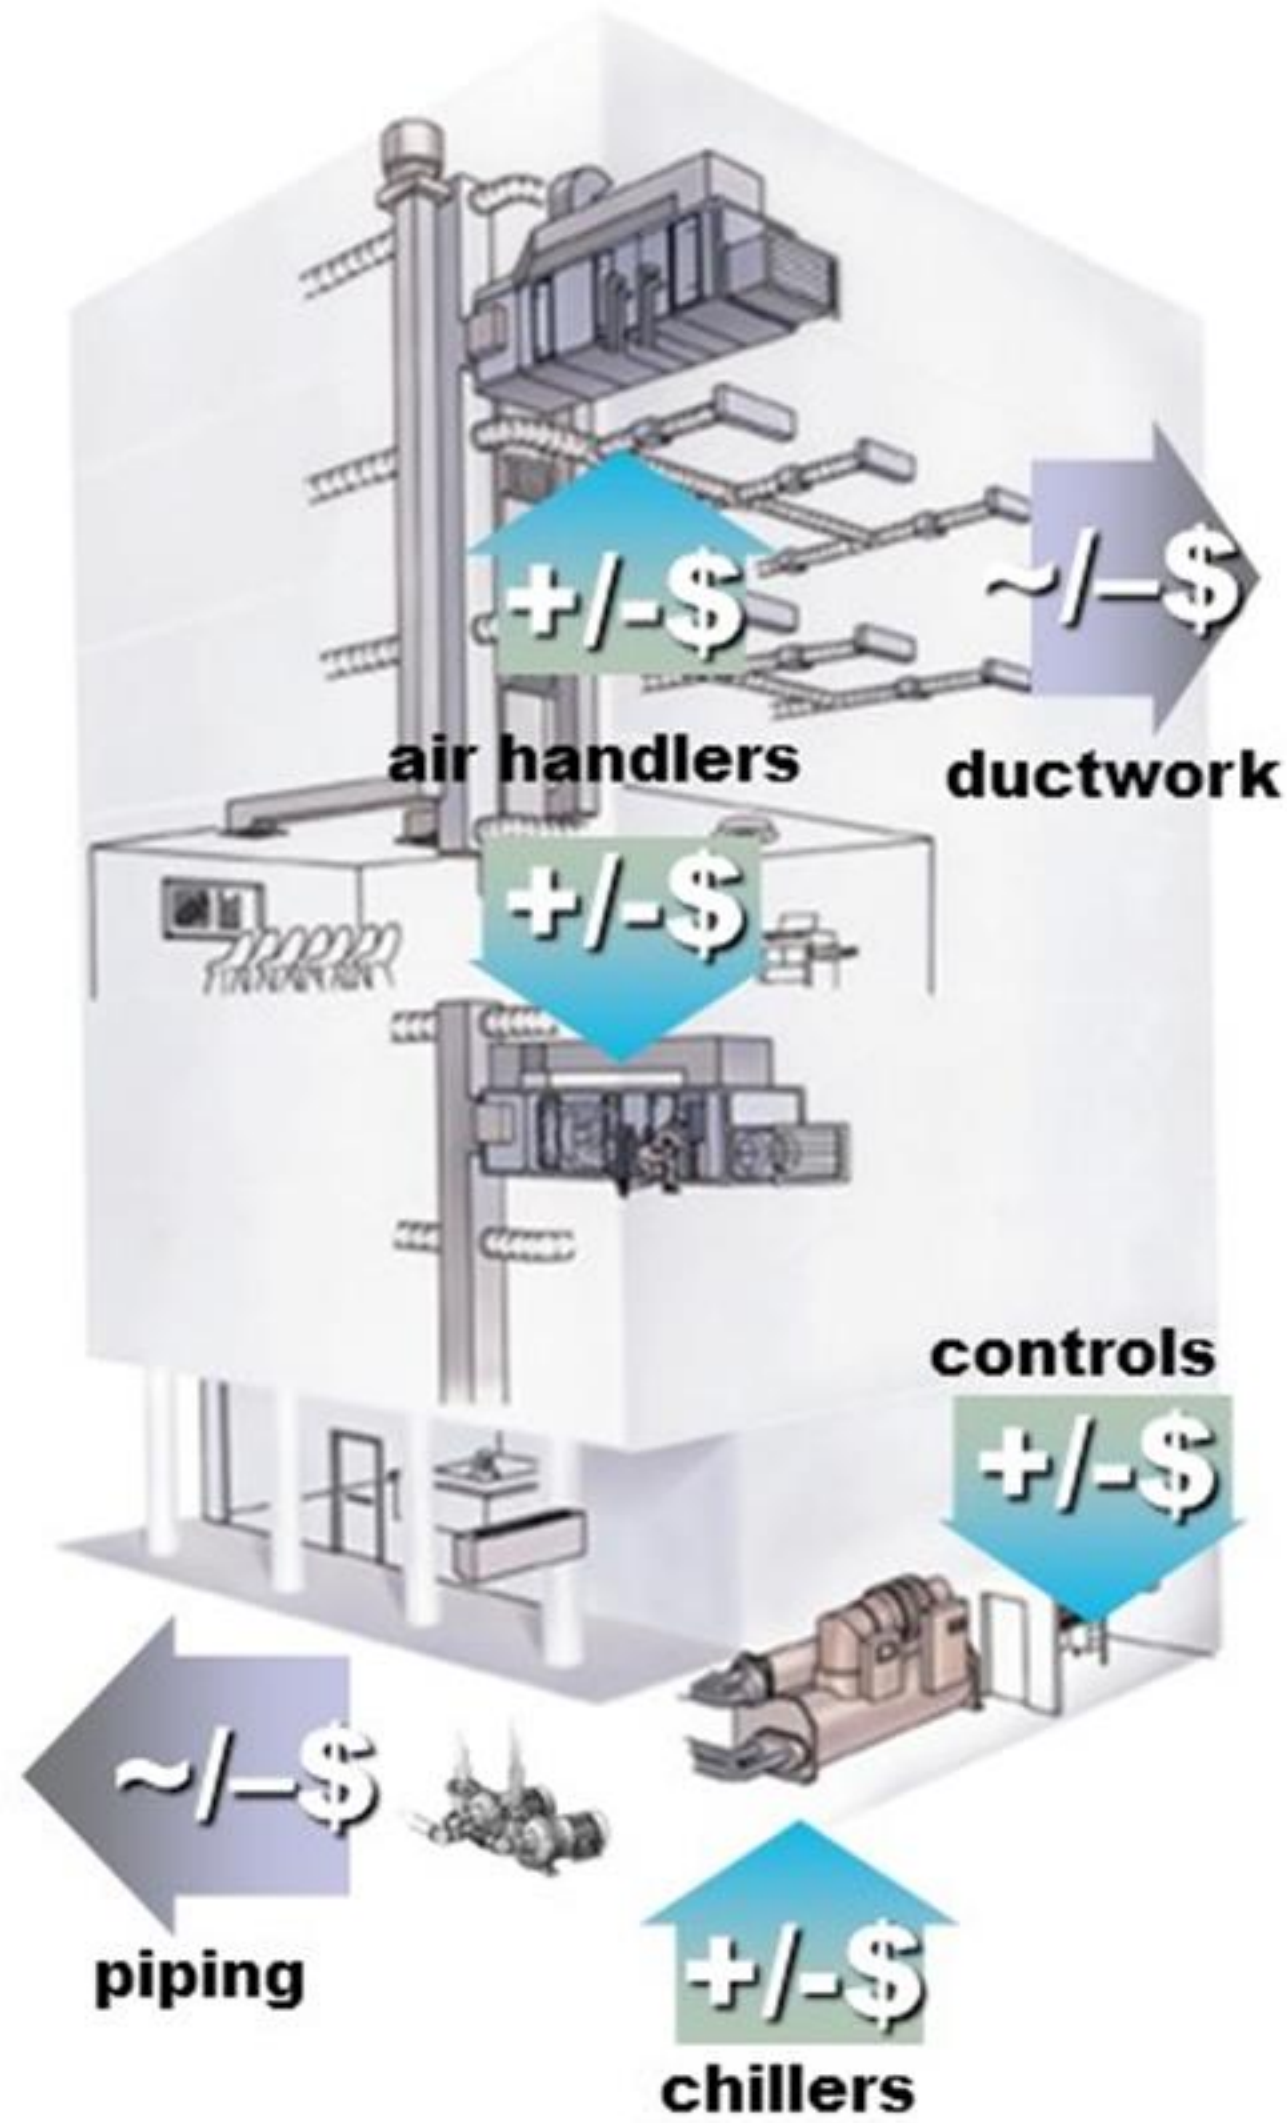 +/-$
~/–$
air handlers
ductwork
+/-$
controls
+/-$
~/–$
piping
+/-$
chillers